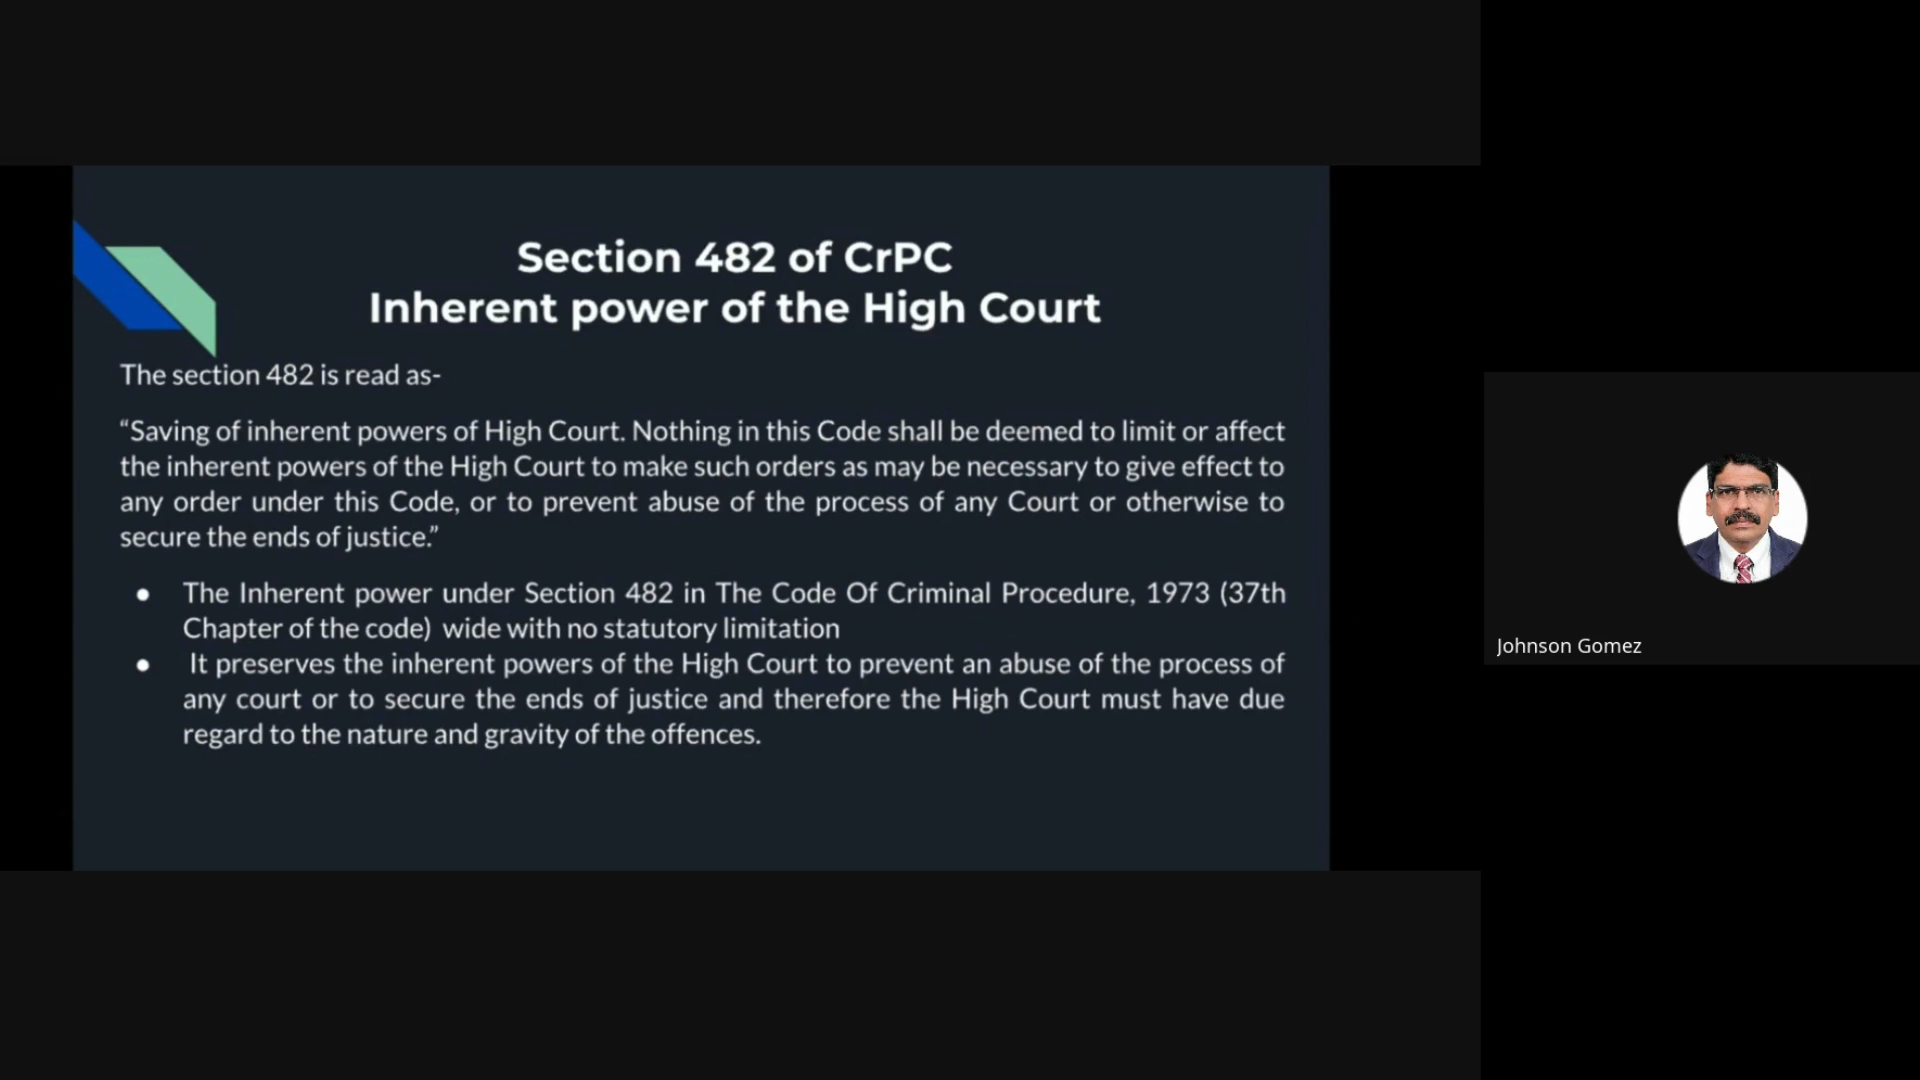 Section 482 of CrPC
Inherent power of the High Court
The section 482 is read as-
“Saving of inherent powers of High Court. Nothing in this Code shall be deemed to limit or affect
the inherent powers of the High Court to make such orders as may be necessary to give effect to
any order under this Code, or to prevent abuse of the process of any Court or otherwise to
secure the ends of justice.”
● The Inherent power under Section 482 in The Code Of Criminal Procedure, 1973 (37th
Chapter of the code) wide with no statutory limitation
● It preserves the inherent powers of the High Court to prevent an abuse of the process of
any court or to secure the ends of justice and therefore the High Court must have due
regard to the nature and gravity of the offences.
Johnson Gomez